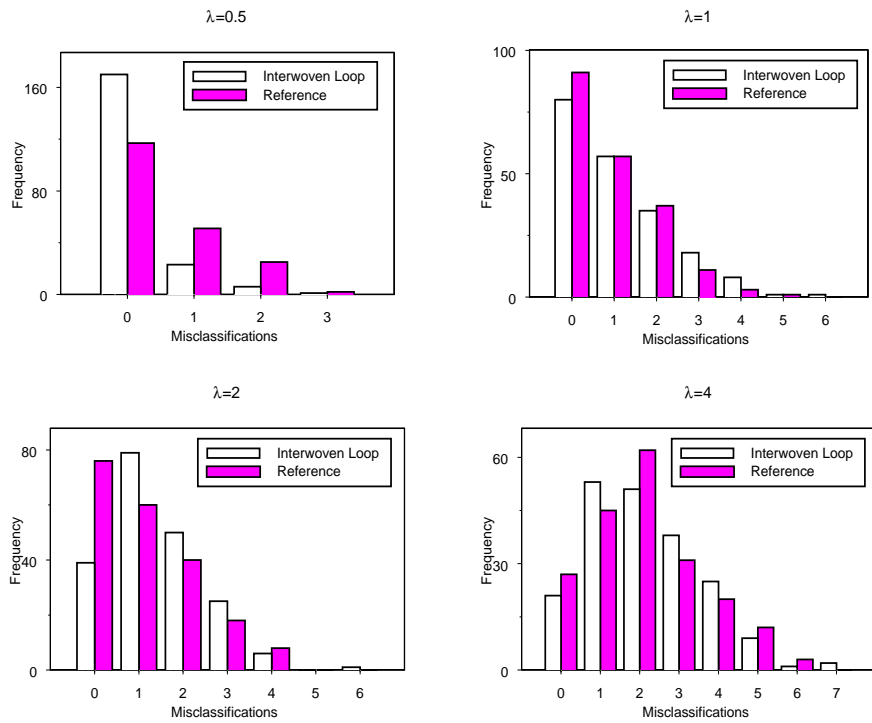 λ=0.5
Interwoven Loop
Reference
160
80
0
Frequency
0 1 2 3
Misclassifications
λ=1
Interwoven Loop
Reference
100
50
0
Frequency
0 1 2 3 4 5 6
Misclassifications
λ=2
Interwoven Loop
Reference
80
40
0
Frequency
0 1 2 3 4 5 6
Misclassifications
λ=4
Interwoven Loop
Reference
60
30
0
Frequency
0 1 2 3 4 5 6 7
Misclassifications